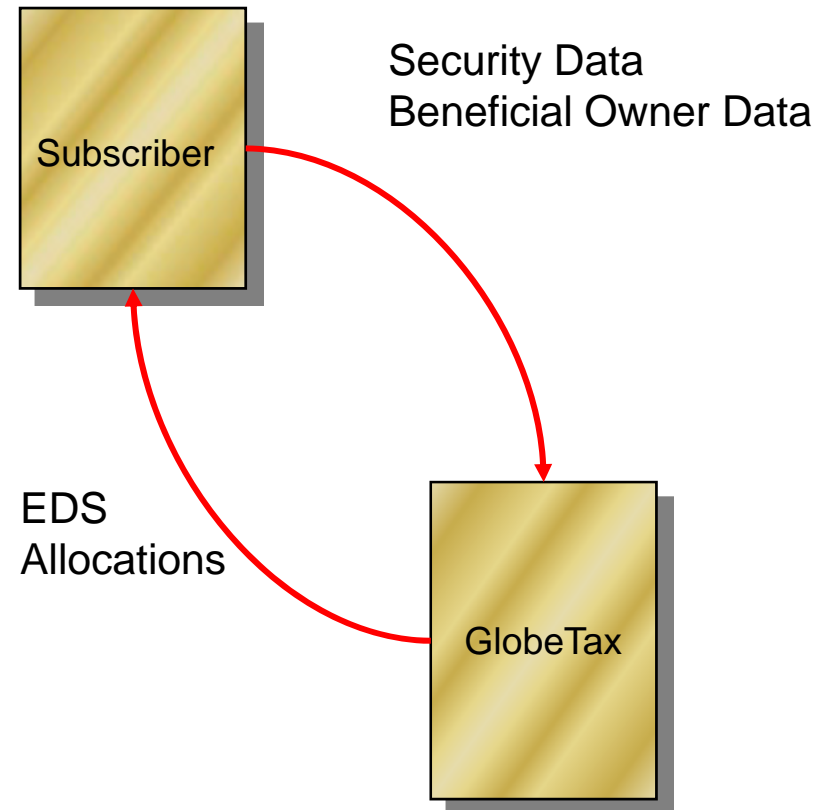 Subscriber
Security Data
Beneficial Owner Data
EDS
Allocations
GlobeTax